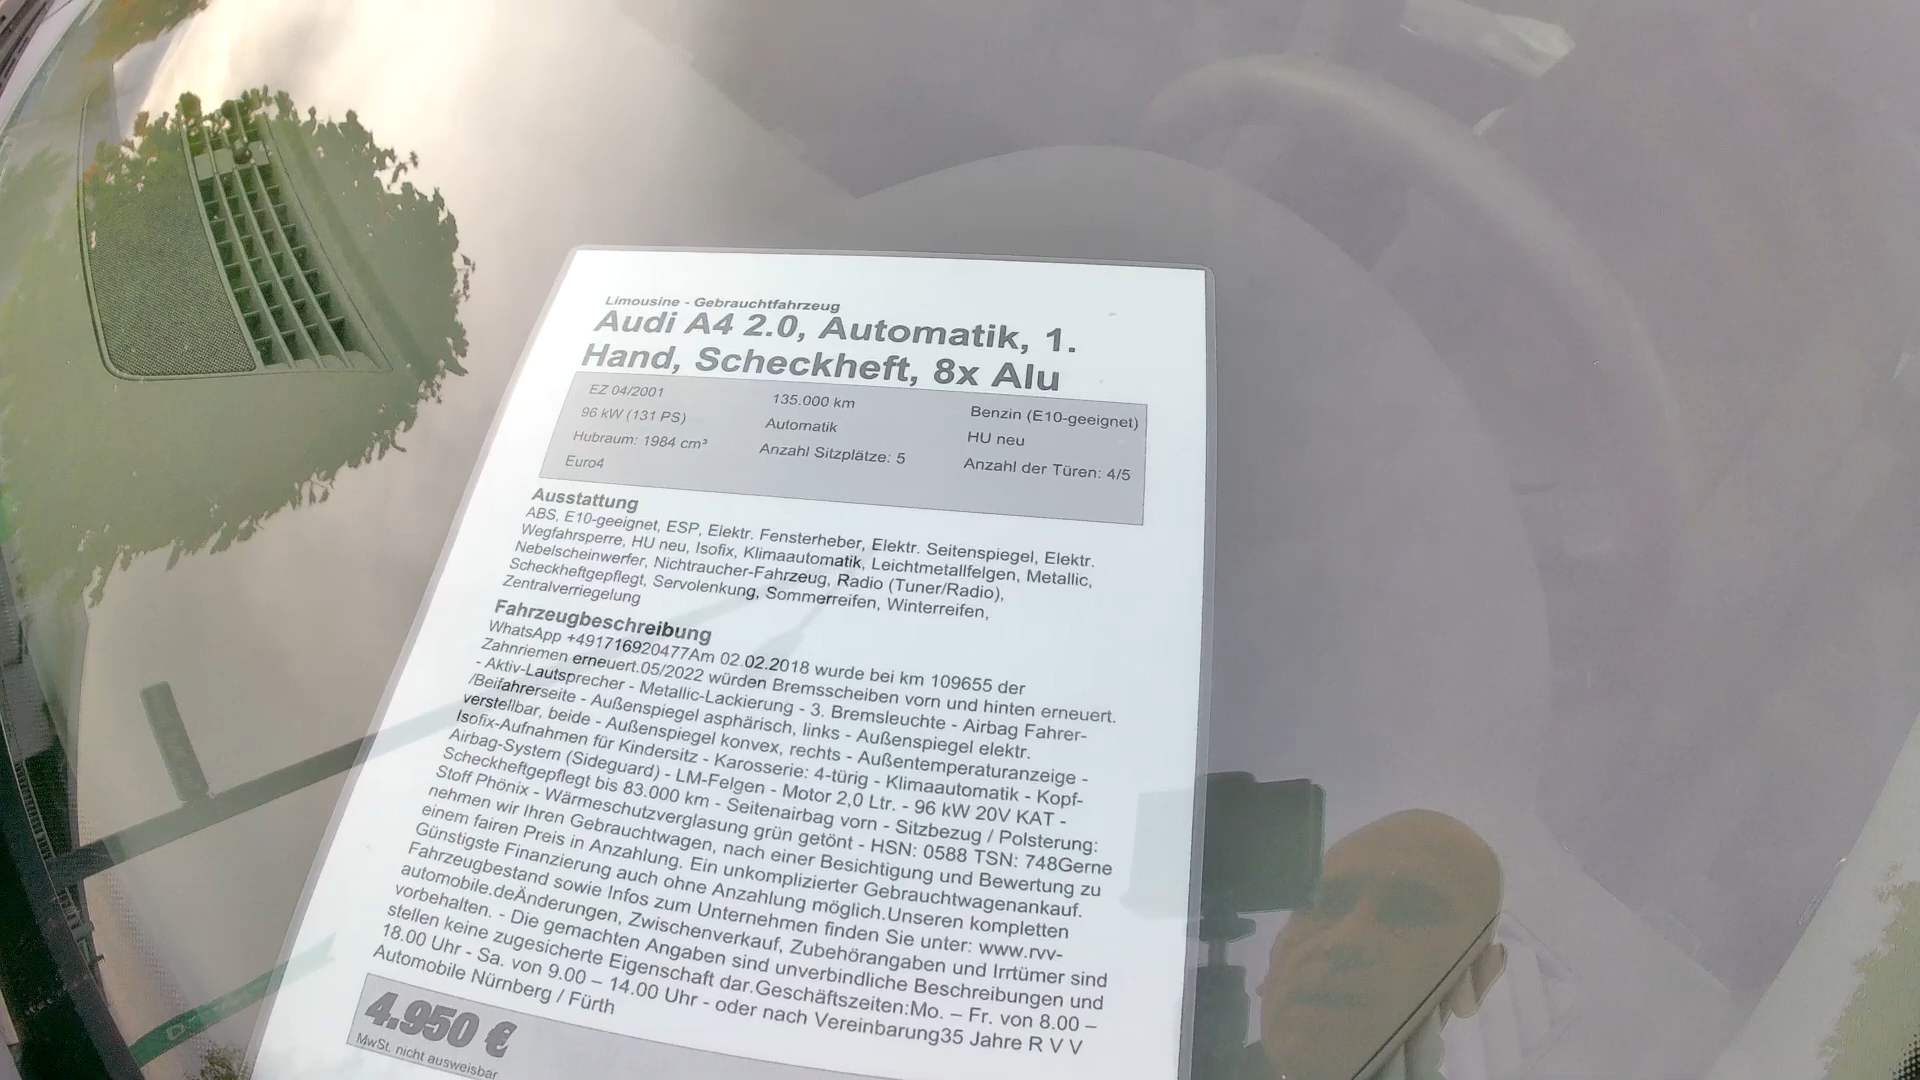 Limousine - Gebrauchtfahrzeug
Audi A4 2.0, Automatik, 1.
Hand, Scheckheft, 8x Alu
EZ 04/2001 135.000 km Benzin (E10-geeignet)
96 kW (131 PS) Automatik HU neu
Hubraum: 1984 cm³ Anzahl Sitzplätze: 5 Anzahl der Türen: 4/5
Euro4
Ausstattung
ABS, E10-geeignet, ESP, Elektr. Fensterheber, Elektr. Seitenspiegel, Elektr.
Wegfahrsperre, HU neu, Isofix, Klimaautomatik, Leichtmetallfelgen, Metallic,
Nebelscheinwerfer, Nichtraucher-Fahrzeug, Radio (Tuner/Radio),
Scheckheftgepflegt, Servolenkung, Sommerreifen, Winterreifen,
Zentralverriegelung
Fahrzeugbeschreibung
WhatsApp +491716920477Am 02.02.2018 wurde bei km 109655 der
Zahnriemen erneuert.05/2022 würden Bremsscheiben vorn und hinten erneuert.
- Aktiv-Lautsprecher - Metallic-Lackierung - 3. Bremsleuchte - Airbag Fahrer-
/Beifahrerseite - Außenspiegel asphärisch, links - Außenspiegel elektr.
verstellbar, beide - Außenspiegel konvex, rechts - Außentemperaturanzeige -
Isofix-Aufnahmen für Kindersitz - Karosserie: 4-türig - Klimaautomatik - Kopf-
Airbag-System (Sideguard) - LM-Felgen - Motor 2,0 Ltr. - 96 kW 20V KAT -
Scheckheftgepflegt bis 83.000 km - Seitenairbag vorn - Sitzbezug / Polsterung:
Stoff Phönix - Wärmeschutzverglasung grün getönt - HSN: 0588 TSN: 748Gerne
nehmen wir Ihren Gebrauchtwagen, nach einer Besichtigung und Bewertung zu
einem fairen Preis in Anzahlung. Ein unkomplizierter Gebrauchtwagenankauf.
Günstigste Finanzierung auch ohne Anzahlung möglich.Unseren kompletten
Fahrzeugbestand sowie Infos zum Unternehmen finden Sie unter: www.rvv-
automobile.deÄnderungen, Zwischenverkauf, Zubehörangaben und Irrtümer sind
vorbehalten. - Die gemachten Angaben sind unverbindliche Beschreibungen und
stellen keine zugesicherte Eigenschaft dar.Geschäftszeiten:Mo. – Fr. von 8.00 –
18.00 Uhr - Sa. von 9.00 – 14.00 Uhr - oder nach Vereinbarung35 Jahre R V V
Automobile Nürnberg / Fürth
4.950 €
MwSt. nicht ausweisbar